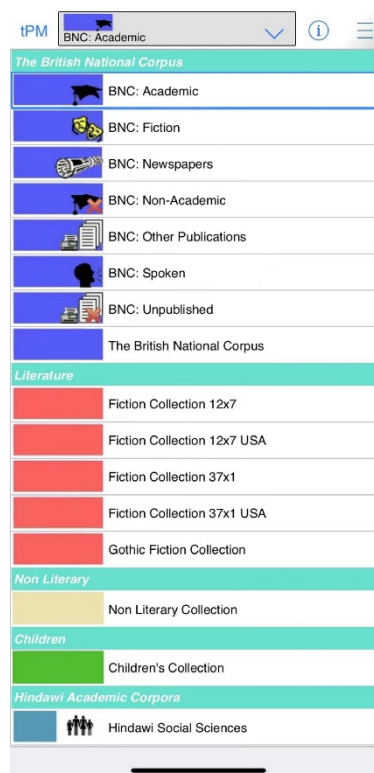 tPM
BNC: Academic
The British National Corpus
BNC: Academic
BNC: Fiction
BNC: Newspapers
BNC: Non-Academic
BNC: Other Publications
BNC: Spoken
BNC: Unpublished
The British National Corpus
Literature
Fiction Collection 12x7
Fiction Collection 12x7 USA
Fiction Collection 37x1
Fiction Collection 37x1 USA
Gothic Fiction Collection
Non Literary
Non Literary Collection
Children
Children's Collection
Hindawi Academic Corpora
Hindawi Social Sciences